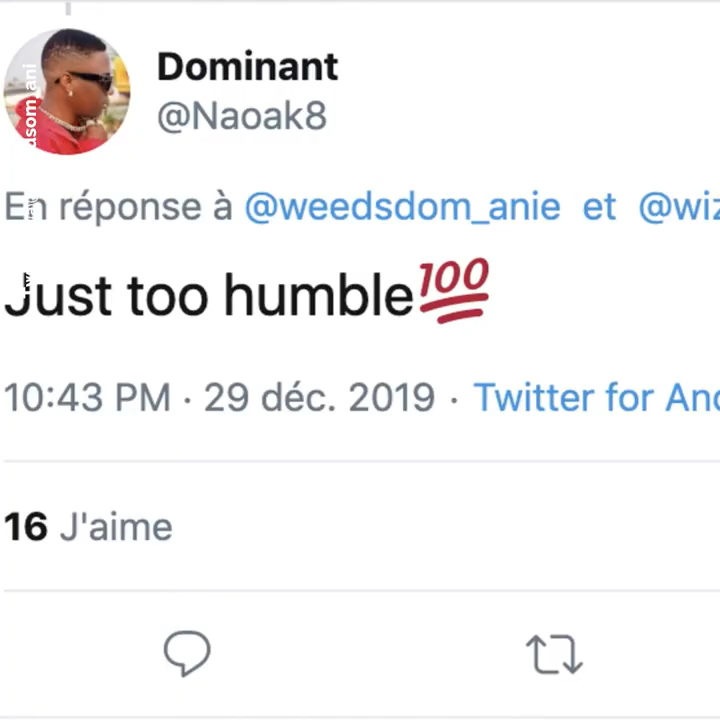 Dominant
@Naoak8
En réponse à @weedsdom_anie et @wiz
Just too humble💯
10:43 PM · 29 déc. 2019 · Twitter for And
16 J'aime